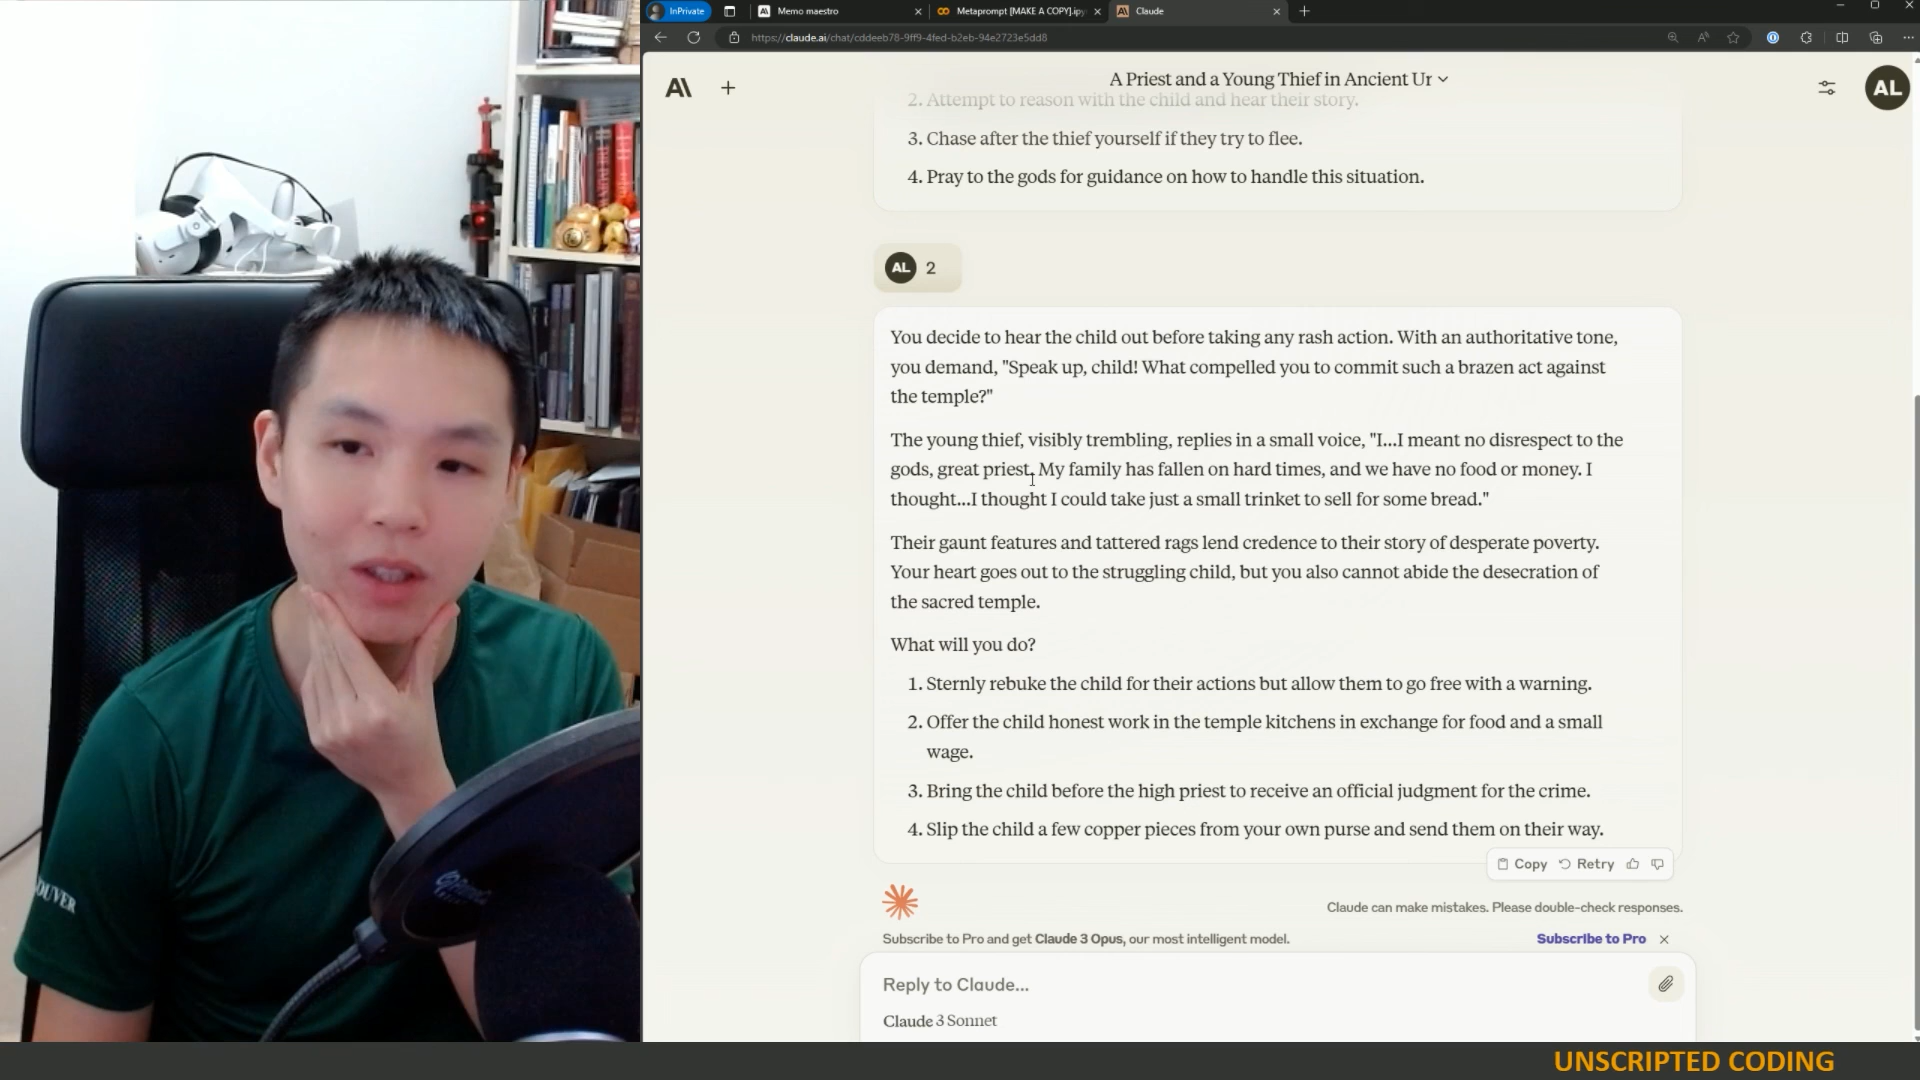 InPrivate
Memo maestro
Metaprompt [MAKE A COPY].ipy
Claude
https://claude.ai/chat/cddeeb78-9ff9-4fed-b2eb-94e2723e5dd8
A\
A Priest and a Young Thief in Ancient Ur
AL
2. Attempt to reason with the child and hear their story.
3. Chase after the thief yourself if they try to flee.
4. Pray to the gods for guidance on how to handle this situation.
AL 2
You decide to hear the child out before taking any rash action. With an authoritative tone,
you demand, "Speak up, child! What compelled you to commit such a brazen act against
the temple?"
The young thief, visibly trembling, replies in a small voice, "I...I meant no disrespect to the
gods, great priest. My family has fallen on hard times, and we have no food or money. I
thought...I thought I could take just a small trinket to sell for some bread."
Their gaunt features and tattered rags lend credence to their story of desperate poverty.
Your heart goes out to the struggling child, but you also cannot abide the desecration of
the sacred temple.
What will you do?
1. Sternly rebuke the child for their actions but allow them to go free with a warning.
2. Offer the child honest work in the temple kitchens in exchange for food and a small
wage.
3. Bring the child before the high priest to receive an official judgment for the crime.
4. Slip the child a few copper pieces from your own purse and send them on their way.
Copy Retry
Claude can make mistakes. Please double-check responses.
Subscribe to Pro and get Claude 3 Opus, our most intelligent model.
Subscribe to Pro
Reply to Claude...
Claude 3 Sonnet
OUVER
UNSCRIPTED CODING